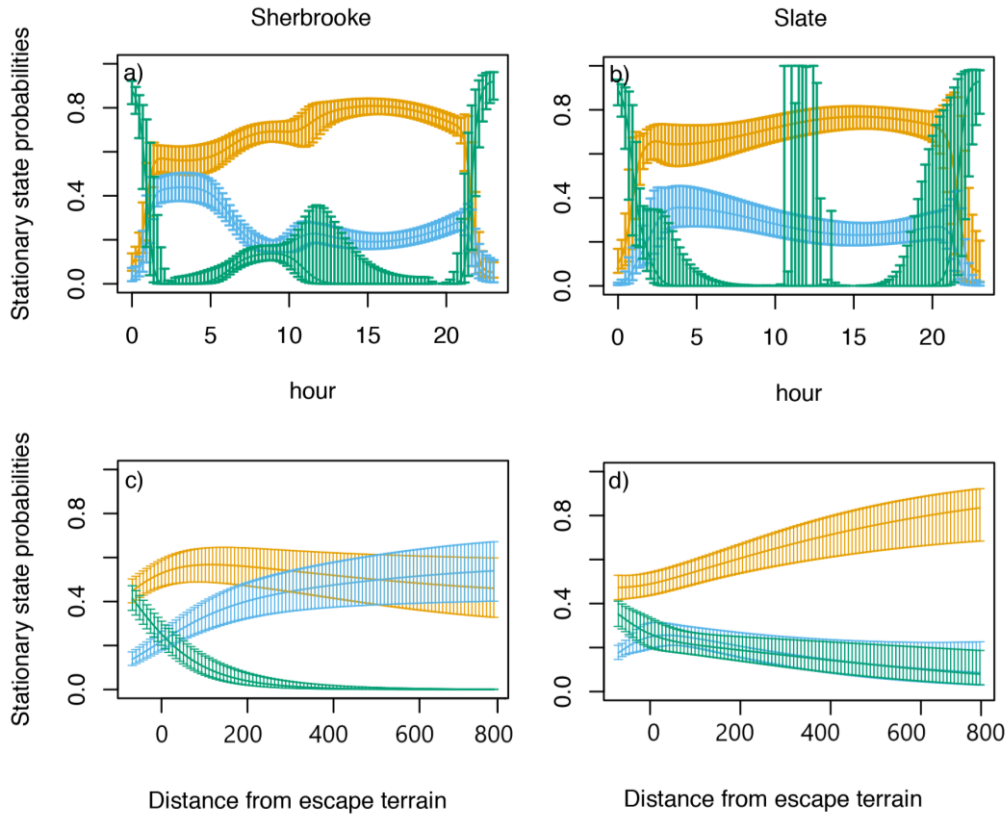 Sherbrooke
Slate
Stationary state probabilities
a)
b)
0.8
0.4
0.0
0 5 10 15 20
hour
0.8
0.4
0.0
0 5 10 15 20
hour
Stationary state probabilities
c)
d)
0.8
0.4
0.0
0 200 400 600 800
Distance from escape terrain
0.8
0.4
0.0
0 200 400 600 800
Distance from escape terrain